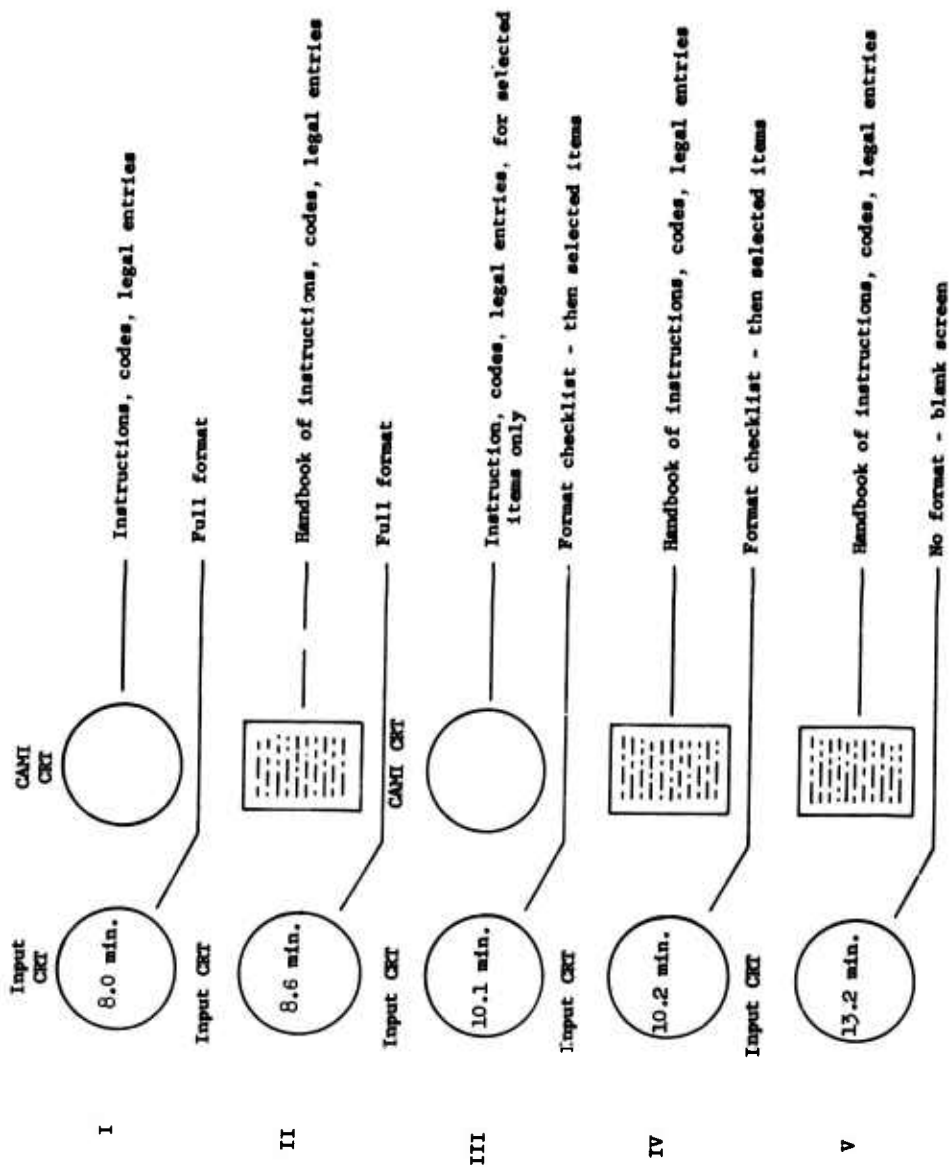 Input
CRT
CAMI
CRT
I
8.0 min.
Instructions, codes, legal entries
Full format
Input CRT
II
8.6 min.
Handbook of instructions, codes, legal entries
Full format
Input CRT
CAMI CRT
III
10.1 min.
Instruction, codes, legal entries, for selected
items only
Format checklist - then selected items
Input CRT
IV
10.2 min.
Handbook of instructions, codes, legal entries
Format checklist - then selected items
Input CRT
V
13.2 min.
Handbook of instructions, codes, legal entries
No format - blank screen